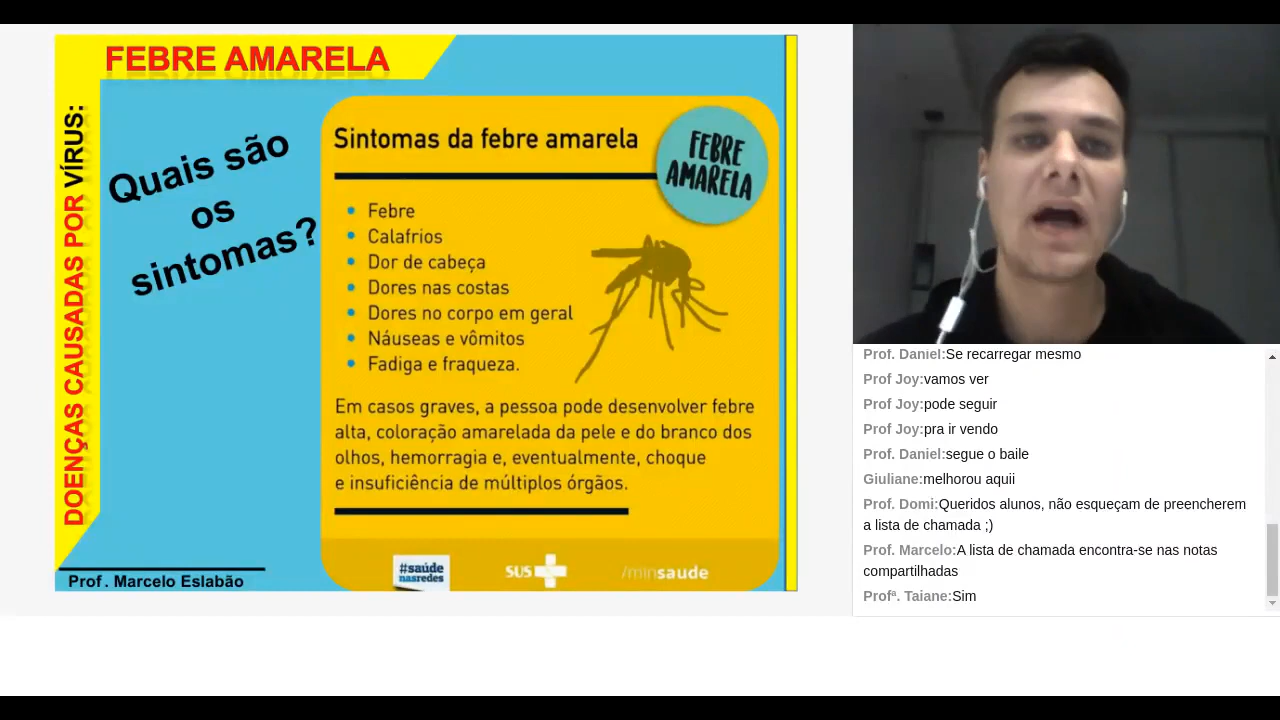 FEBRE AMARELA
DOENÇAS CAUSADAS POR VÍRUS:
Quais são
os
sintomas?
Sintomas da febre amarela
FEBRE
AMARELA
• Febre
• Calafrios
• Dor de cabeça
• Dores nas costas
• Dores no corpo em geral
• Náuseas e vômitos
• Fadiga e fraqueza.
Em casos graves, a pessoa pode desenvolver febre
alta, coloração amarelada da pele e do branco dos
olhos, hemorragia e, eventualmente, choque
e insuficiência de múltiplos órgãos.
#saúde
nasredes
SUS
/minsaude
Prof. Marcelo Eslabão
Prof. Daniel:Se recarregar mesmo
Prof Joy:vamos ver
Prof Joy:pode seguir
Prof Joy:pra ir vendo
Prof. Daniel:segue o baile
Giuliane:melhorou aquii
Prof. Domi:Queridos alunos, não esqueçam de preencherem
a lista de chamada ;)
Prof. Marcelo:A lista de chamada encontra-se nas notas
compartilhadas
Profª. Taiane:Sim